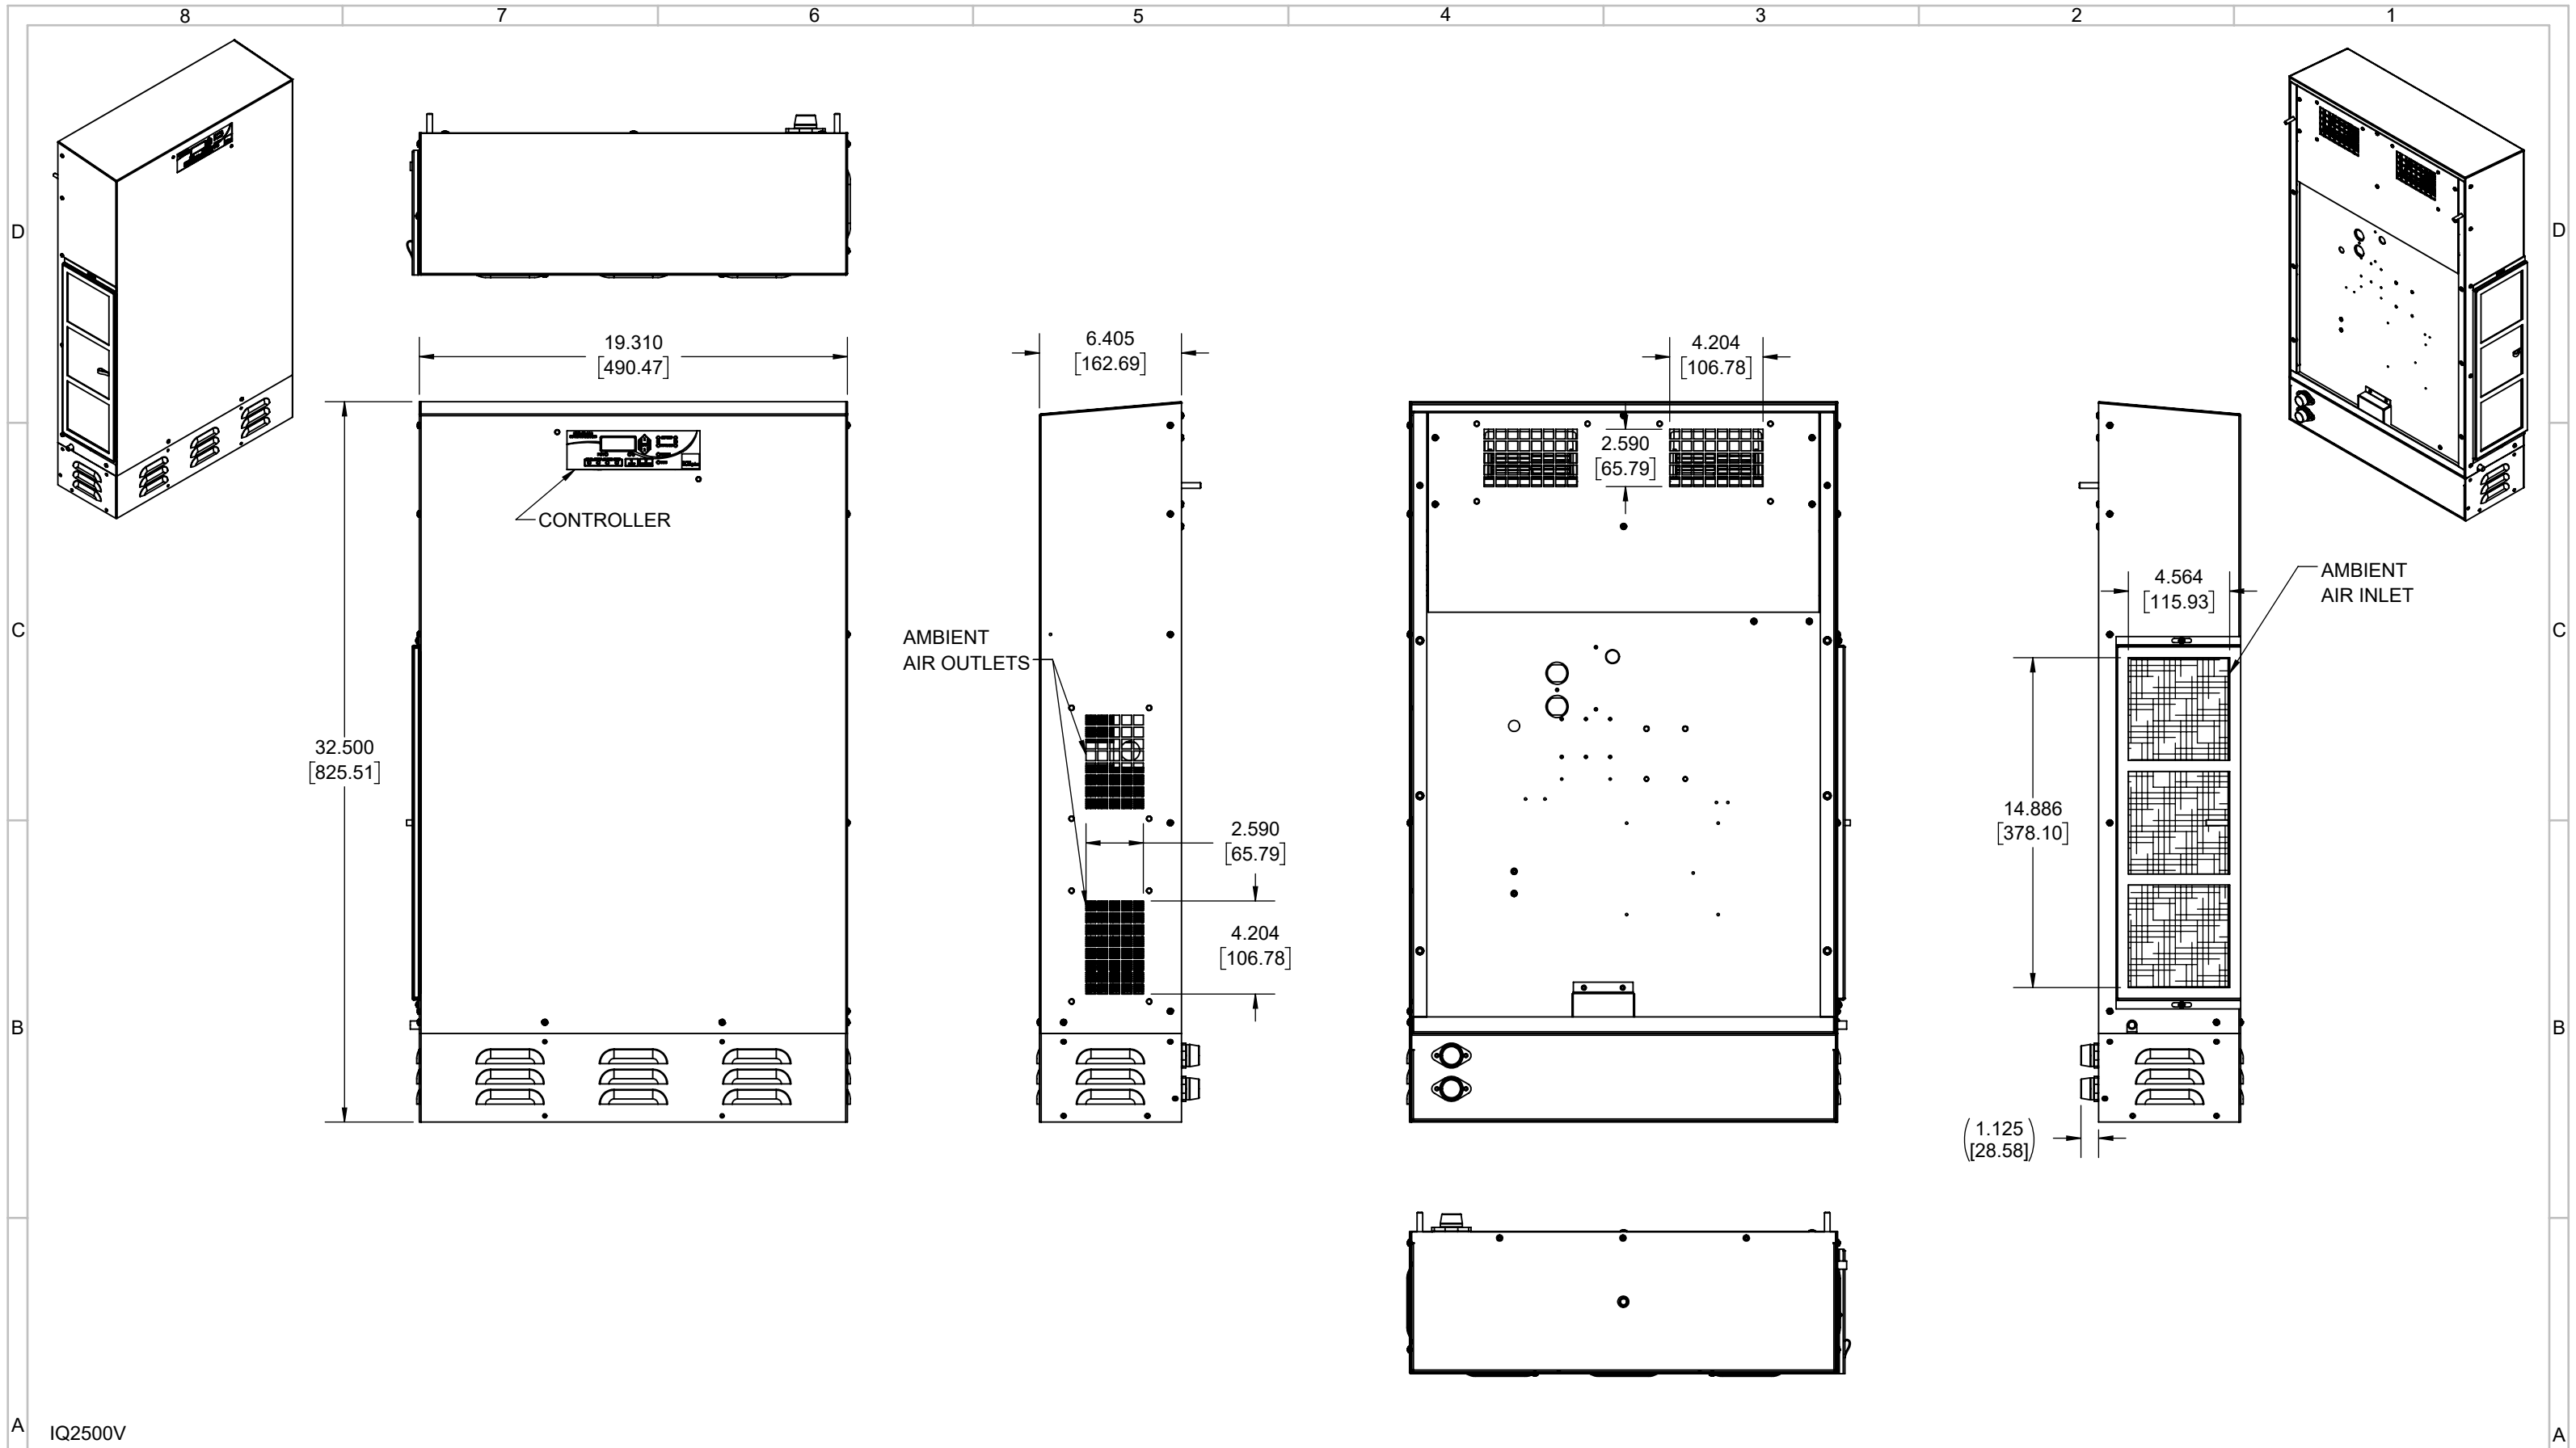 8 7 6 5 4 3 2 1
D D
19.310
[490.47]
6.405
[162.69]
4.204
[106.78]
2.590
[65.79]
CONTROLLER
4.564
[115.93]
AMBIENT
AIR INLET
C C
AMBIENT
AIR OUTLETS
32.500
[825.51]
14.886
[378.10]
2.590
[65.79]
4.204
[106.78]
B B
(1.125
[28.58])
A IQ2500V A